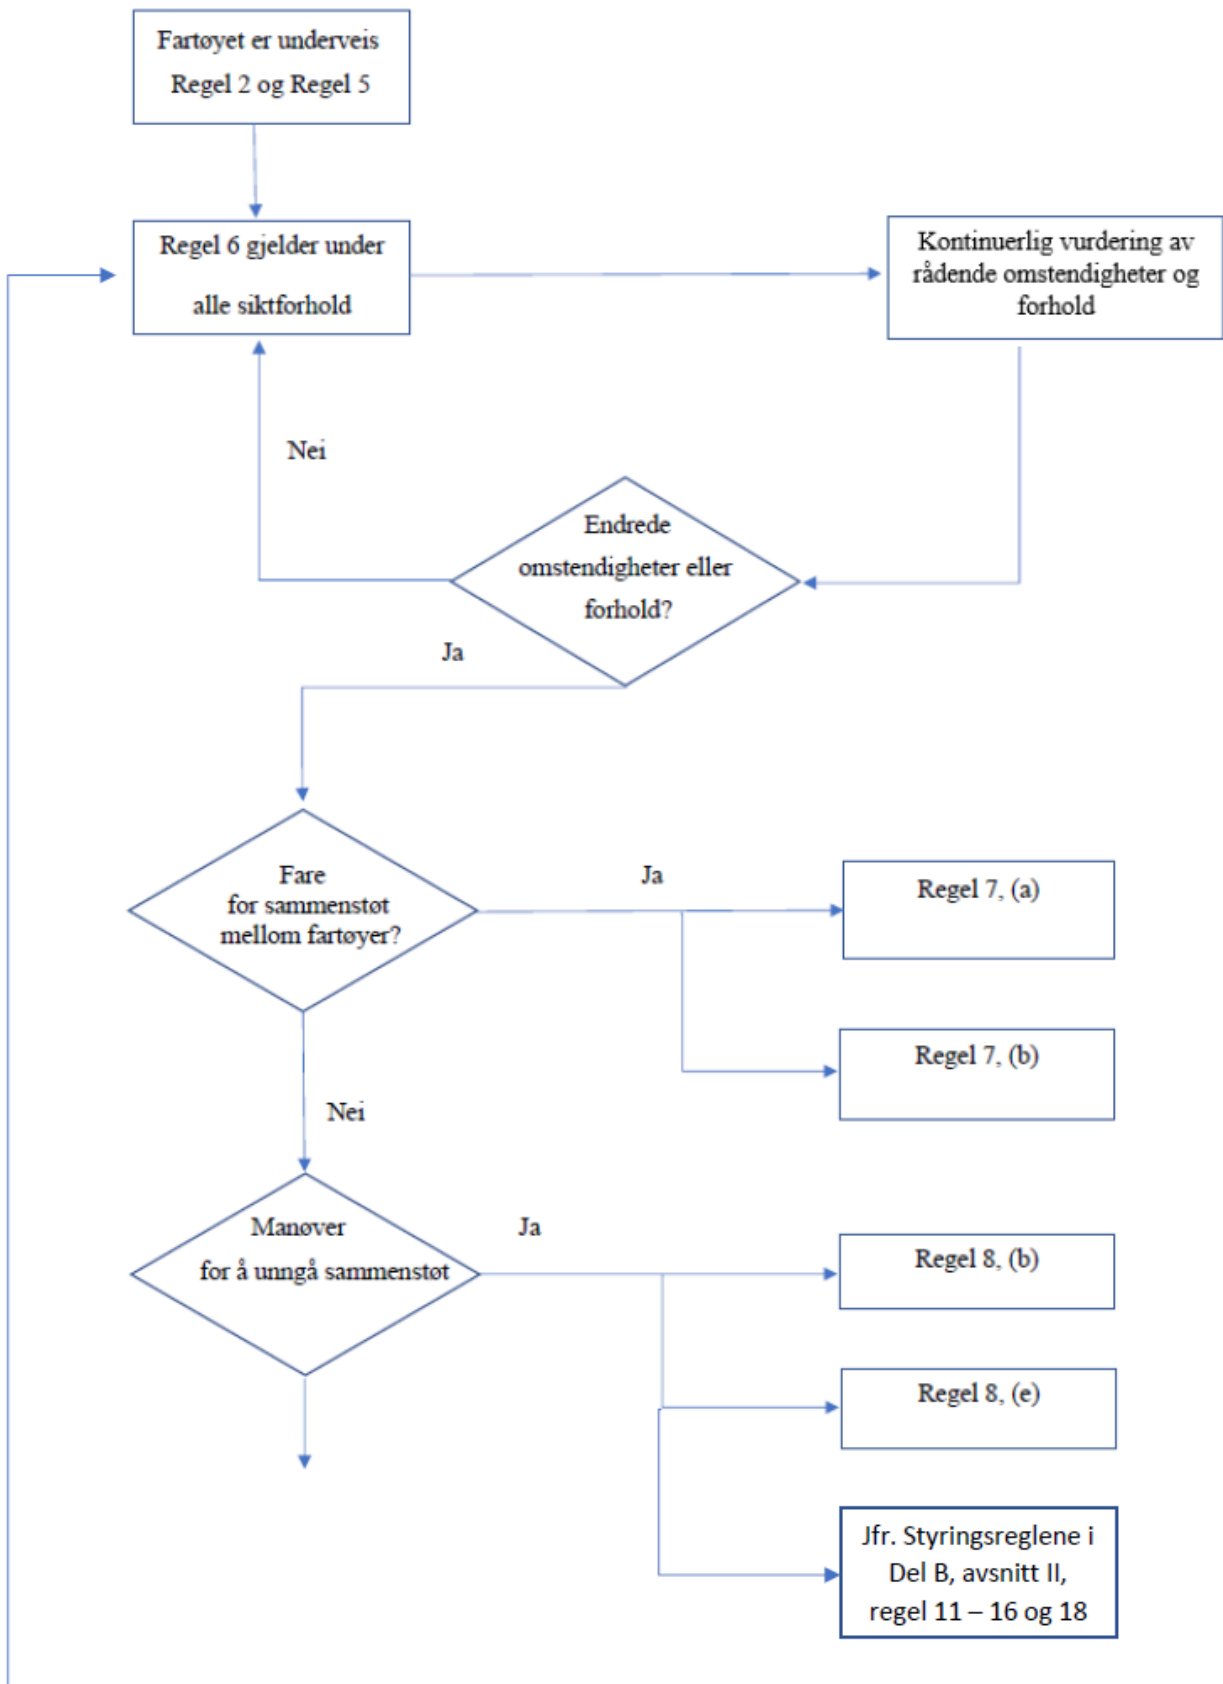 Fartøyet er underveis
Regel 2 og Regel 5
Regel 6 gjelder under
alle siktforhold
Kontinuerlig vurdering av
rådende omstendigheter og
forhold
Nei
Endrede
omstendigheter eller
forhold?
Ja
Fare
for sammenstøt
mellom fartøyer?
Ja
Regel 7, (a)
Regel 7, (b)
Nei
Manøver
for å unngå sammenstøt
Ja
Regel 8, (b)
Regel 8, (e)
Jfr. Styringsreglene i
Del B, avsnitt II,
regel 11 – 16 og 18